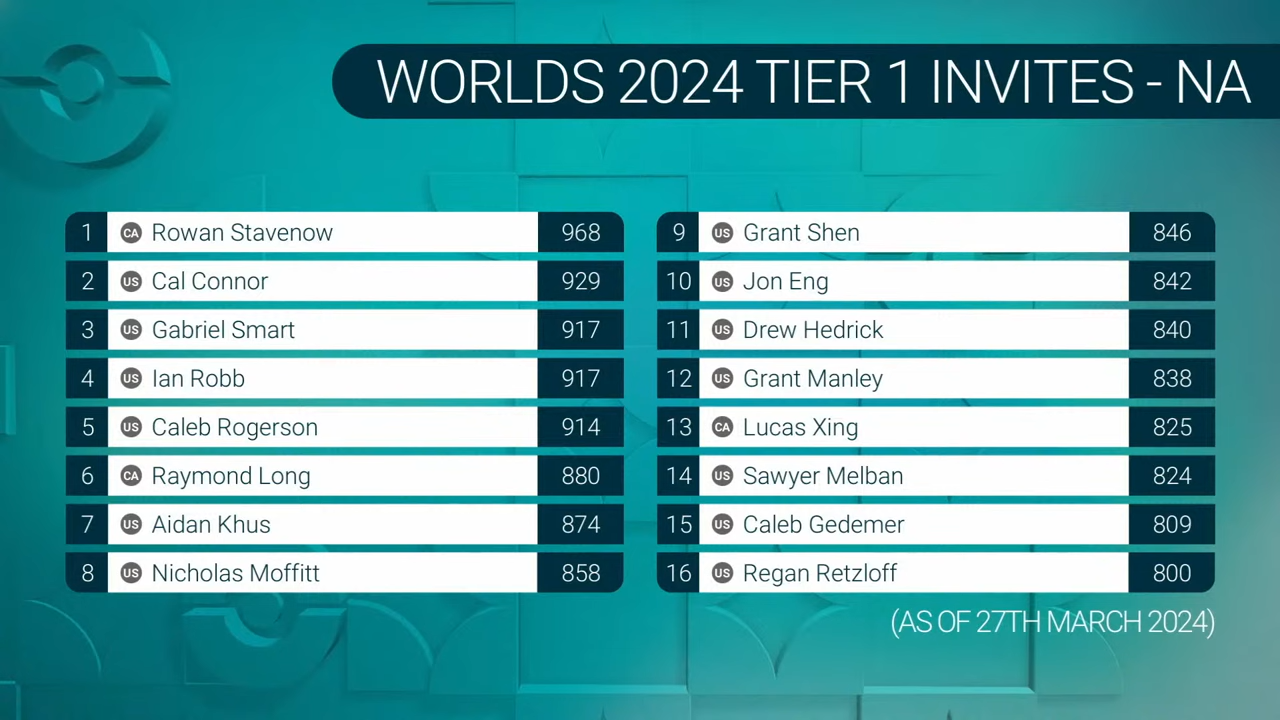 WORLDS 2024 TIER 1 INVITES - NA
1 CA Rowan Stavenow 968
2 US Cal Connor 929
3 US Gabriel Smart 917
4 US Ian Robb 917
5 US Caleb Rogerson 914
6 CA Raymond Long 880
7 US Aidan Khus 874
8 US Nicholas Moffitt 858
9 US Grant Shen 846
10 US Jon Eng 842
11 US Drew Hedrick 840
12 US Grant Manley 838
13 CA Lucas Xing 825
14 US Sawyer Melban 824
15 US Caleb Gedemer 809
16 US Regan Retzloff 800
(AS OF 27TH MARCH 2024)